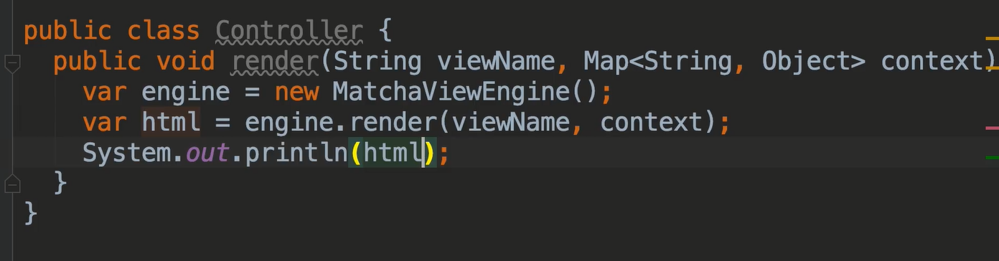 public class Controller {
public void render(String viewName, Map<String, Object> context)
var engine = new MatchaViewEngine();
var html = engine.render(viewName, context);
System.out.println(html);
}
}